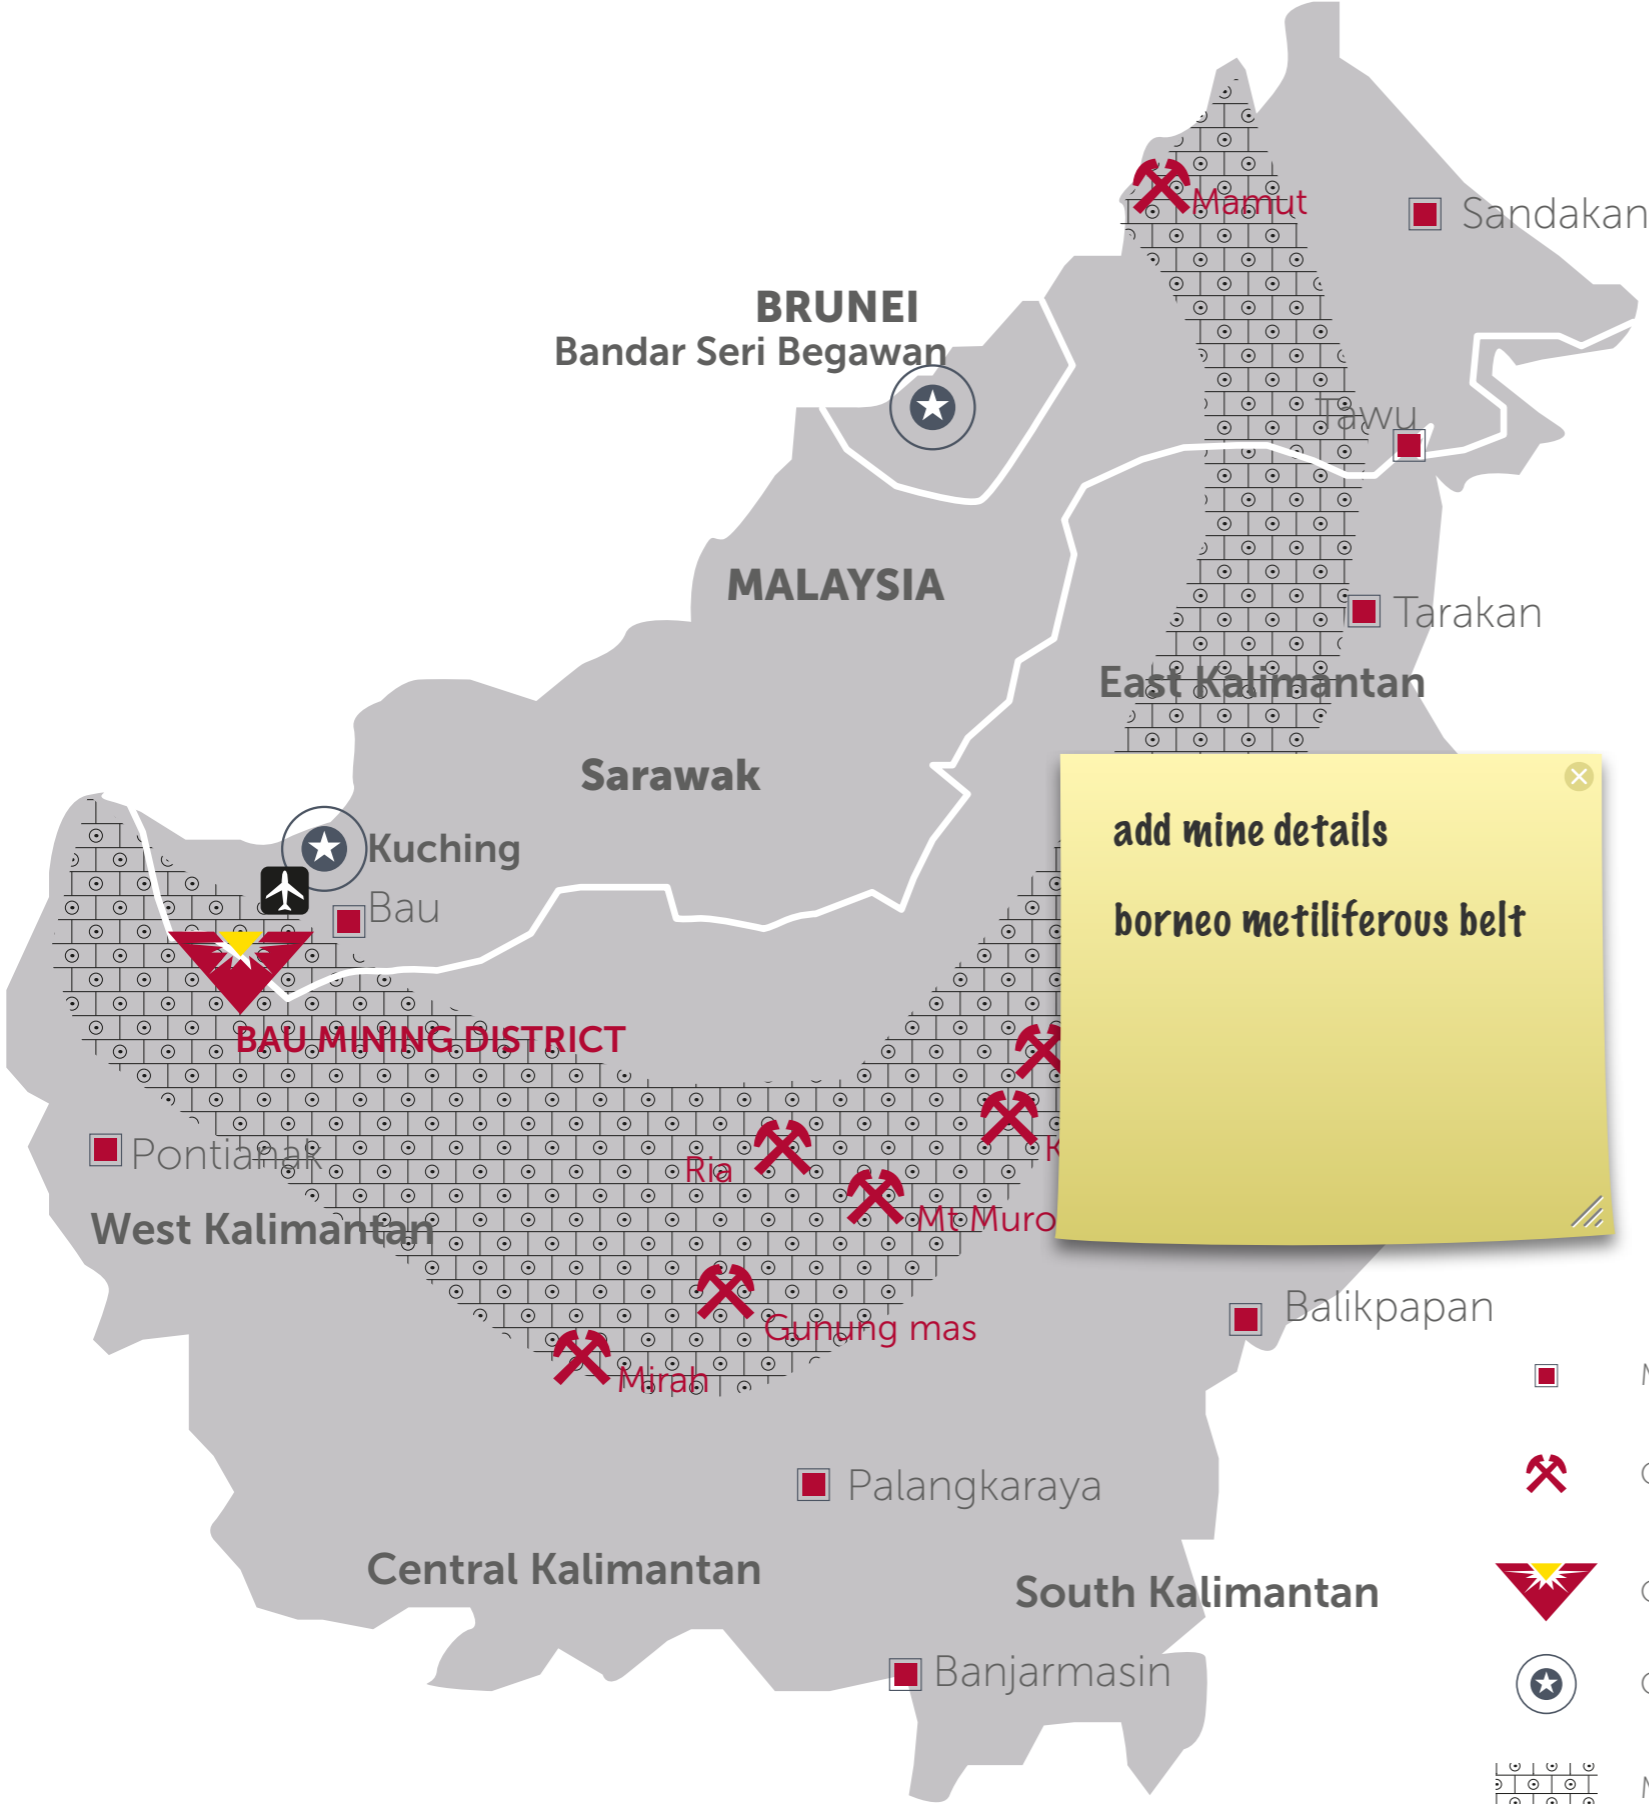 Mamut
Sandakan
BRUNEI
Bandar Seri Begawan
Tawu
MALAYSIA
Tarakan
East Kalimantan
Sarawak
add mine details
borneo metiliferous belt
Kuching
Bau
BAU MINING DISTRICT
Pontianak
Ria
West Kalimantan
Mt Muro
Balikpapan
Gunung mas
Mirah
Palangkaraya
Central Kalimantan
South Kalimantan
Banjarmasin